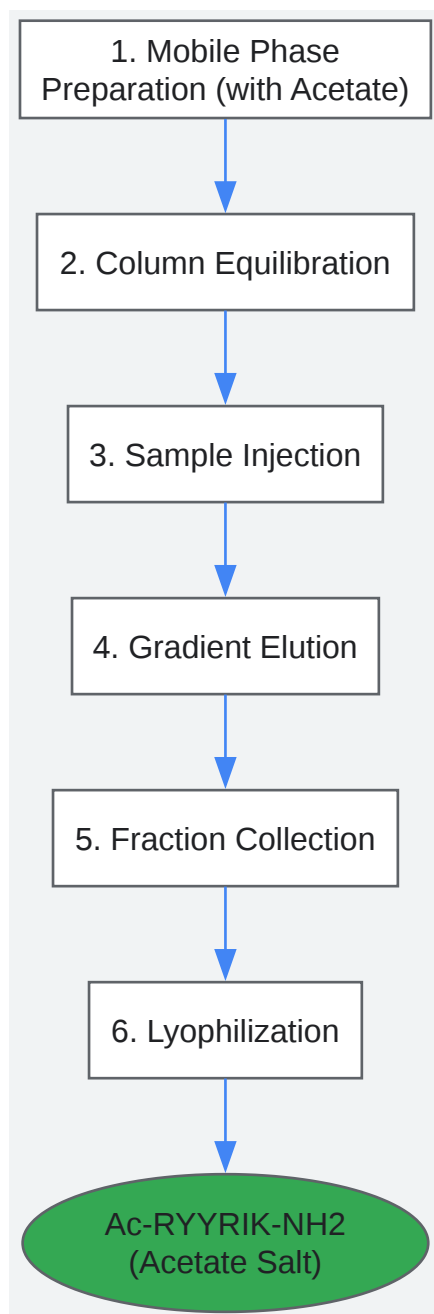 1. Mobile Phase
Preparation (with Acetate)
2. Column Equilibration
3. Sample Injection
4. Gradient Elution
5. Fraction Collection
6. Lyophilization
Ac-RYYRIK-NH2
(Acetate Salt)